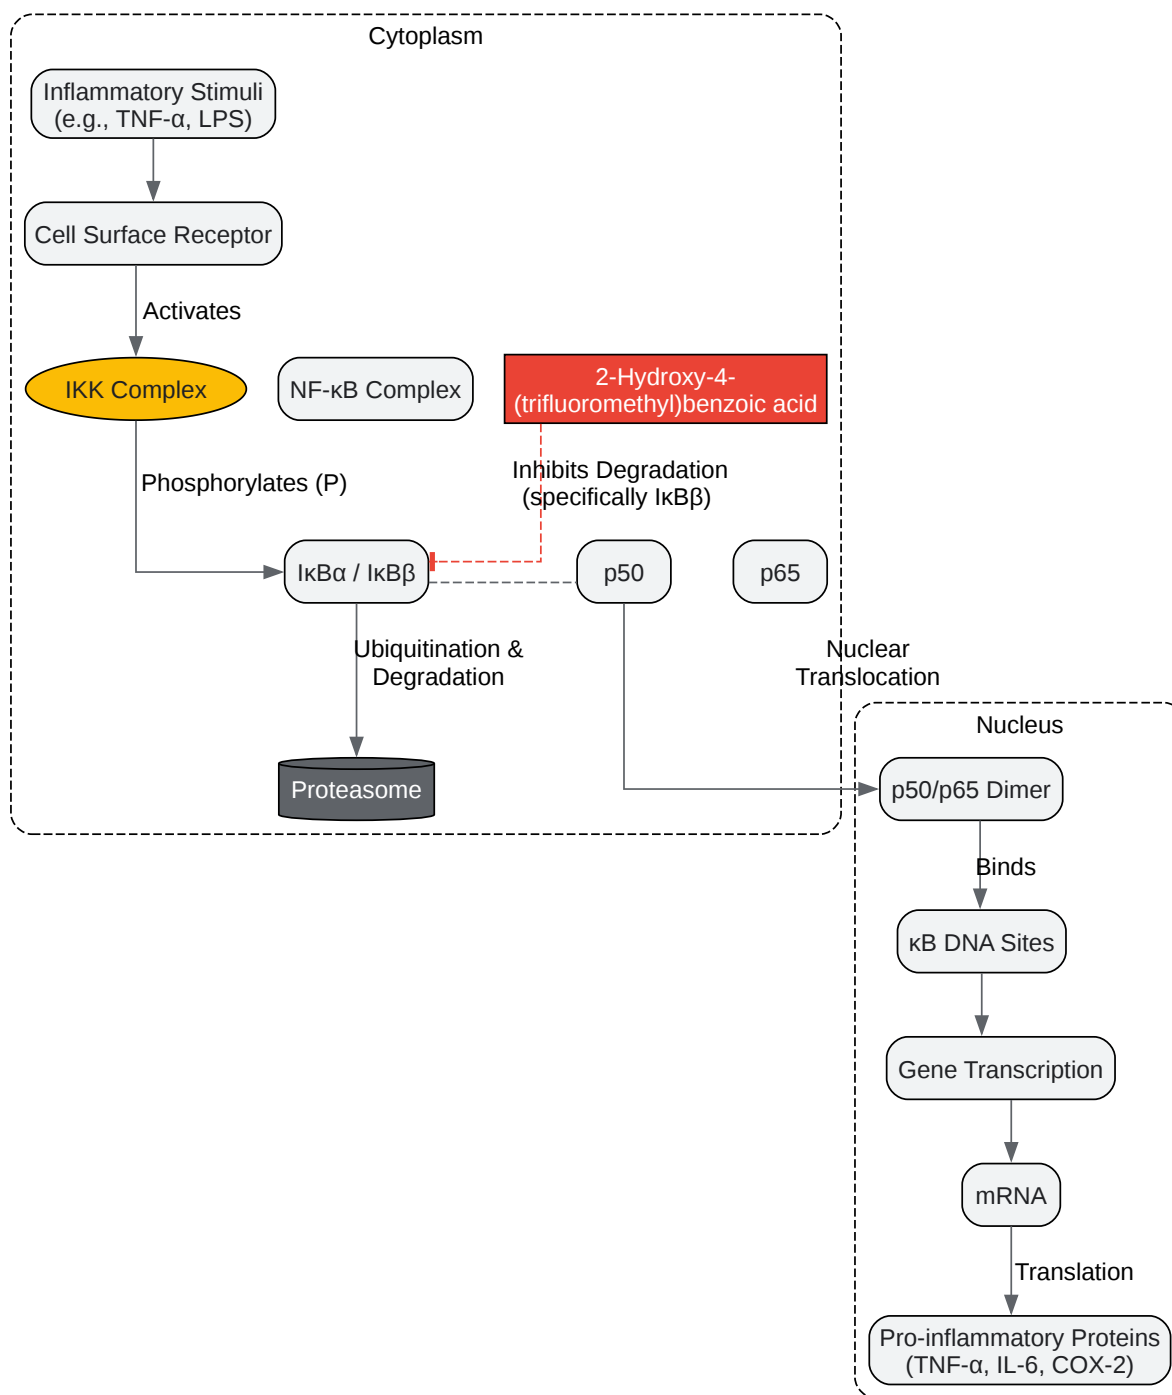 Cytoplasm
Inflammatory Stimuli
(e.g., TNF-α, LPS)
Cell Surface Receptor
Activates
IKK Complex
NF-κB Complex
2-Hydroxy-4-
(trifluoromethyl)benzoic acid
Phosphorylates (P)
Inhibits Degradation
(specifically IκBβ)
IκBα / IκBβ
p50
p65
Ubiquitination &
Degradation
Nuclear
Translocation
Proteasome
Nucleus
p50/p65 Dimer
Binds
κB DNA Sites
Gene Transcription
mRNA
Translation
Pro-inflammatory Proteins
(TNF-α, IL-6, COX-2)